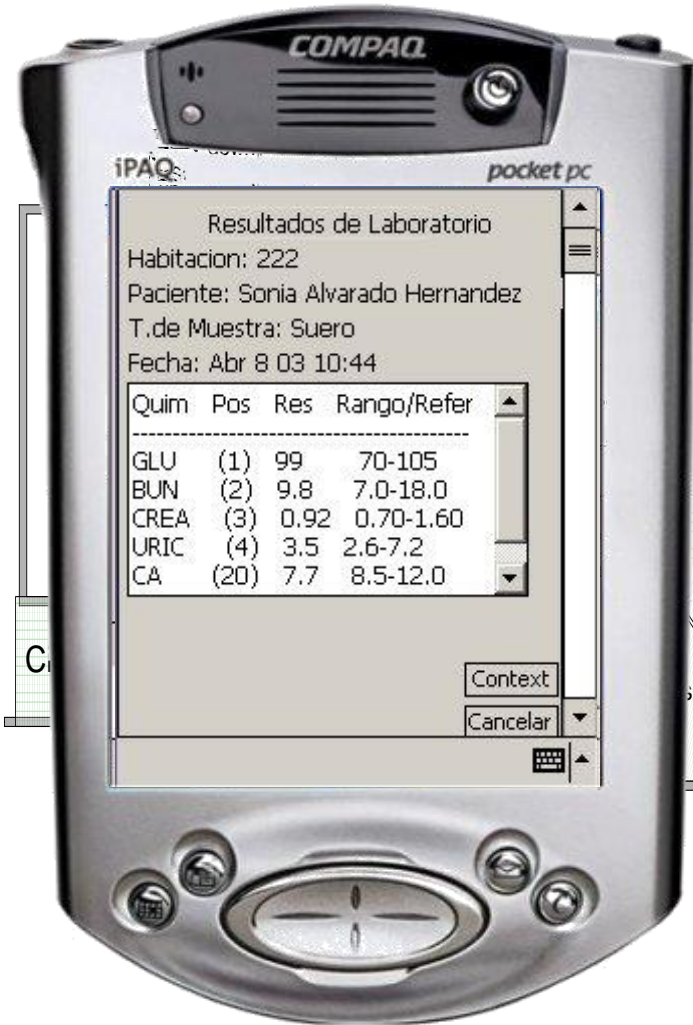 COMPAQ
iPAQ pocket pc
Resultados de Laboratorio
Habitacion: 222
Paciente: Sonia Alvarado Hernandez
T.de Muestra: Suero
Fecha: Abr 8 03 10:44
Quim Pos Res Rango/Refer
--------------------------------------------
GLU (1) 99 70-105
BUN (2) 9.8 7.0-18.0
CREA (3) 0.92 0.70-1.60
URIC (4) 3.5 2.6-7.2
CA (20) 7.7 8.5-12.0
Context
Cancelar